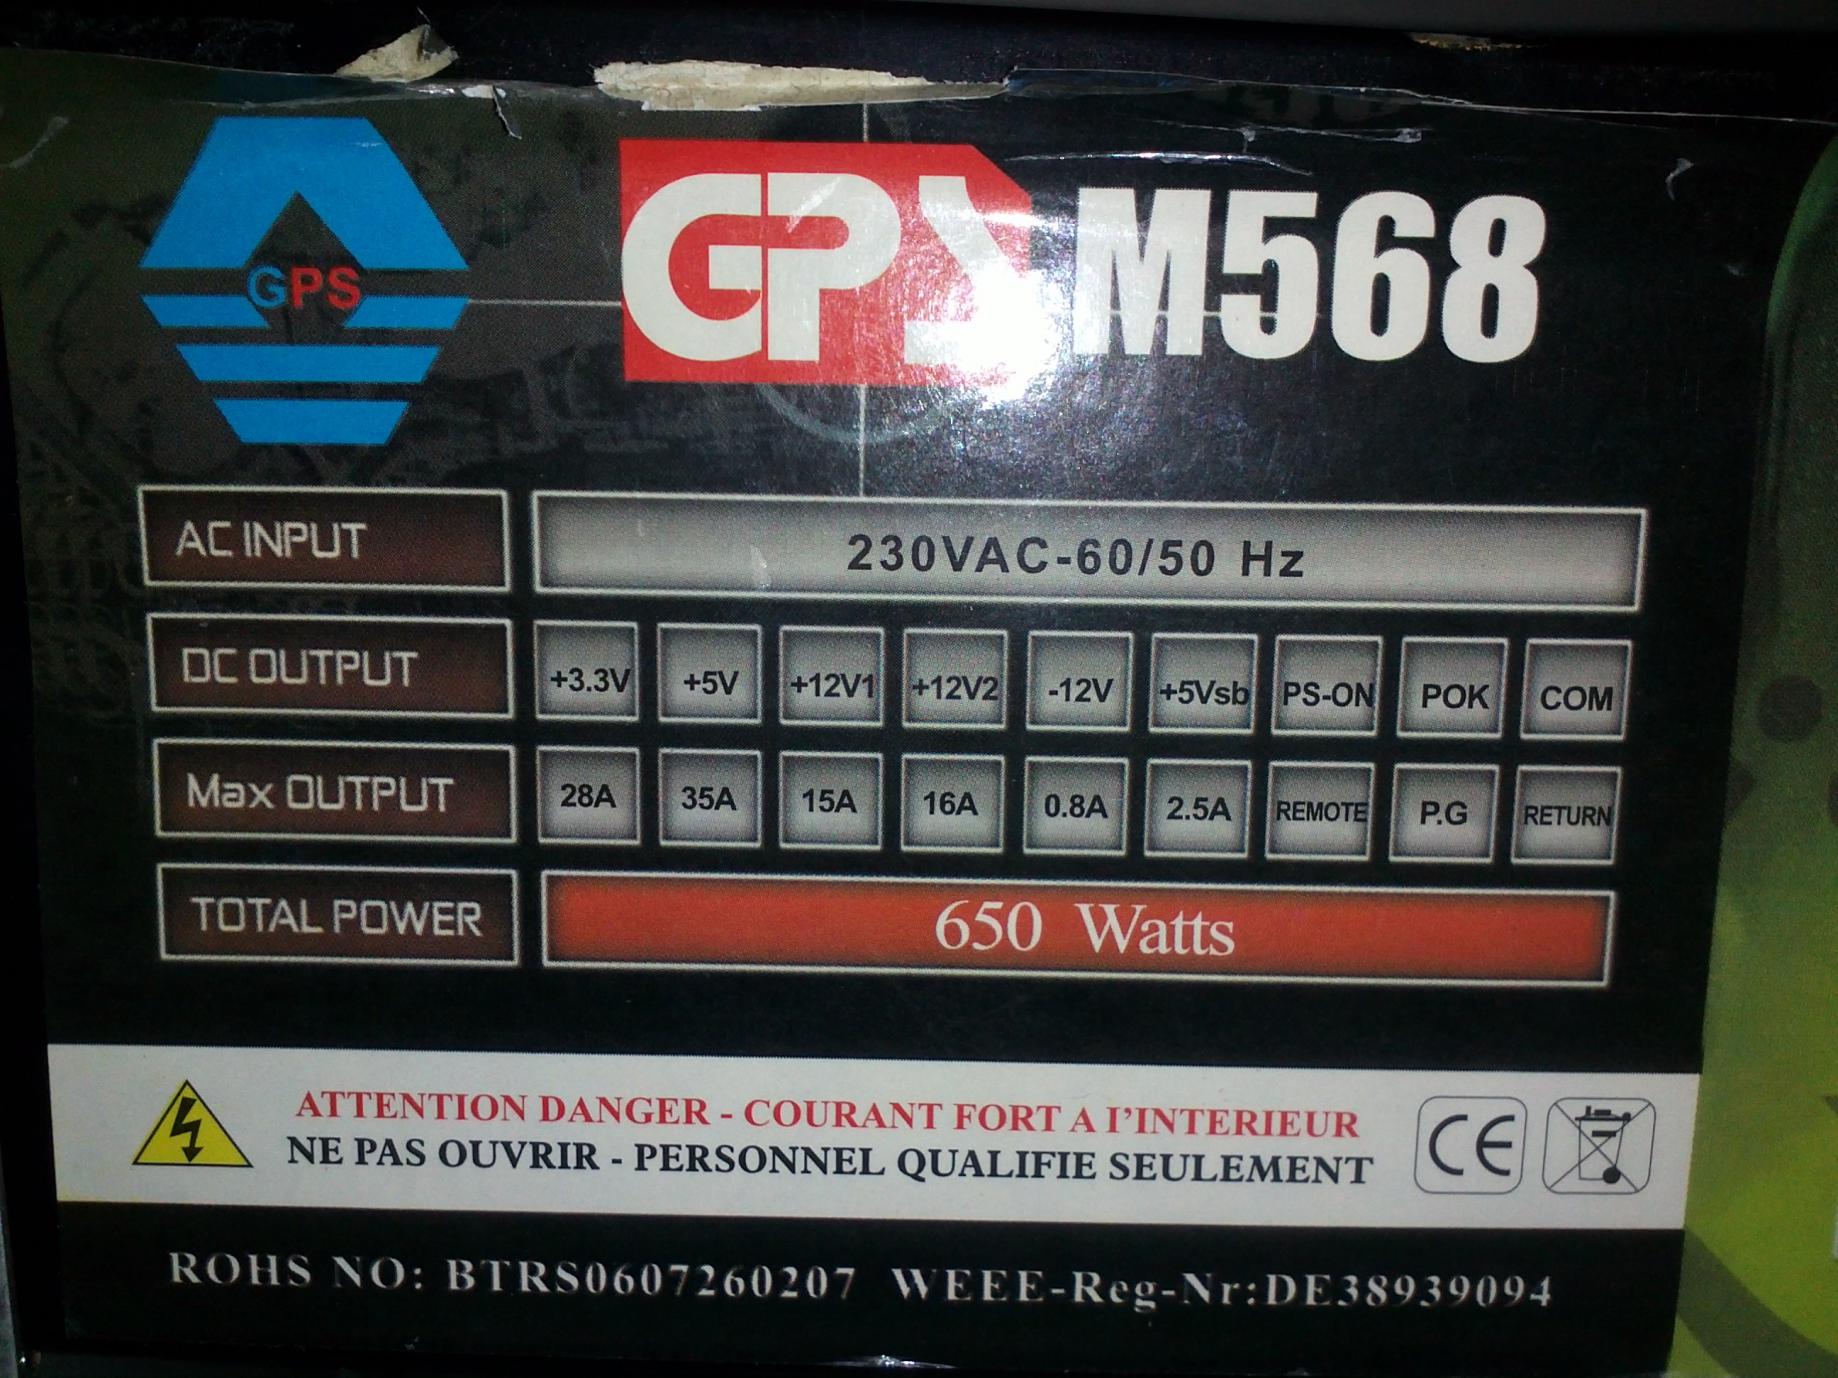 GPS
GPS M568
AC INPUT 230VAC-60/50 Hz
DC OUTPUT +3.3V +5V +12V1 +12V2 -12V +5Vsb PS-ON POK COM
Max OUTPUT 28A 35A 15A 16A 0.8A 2.5A REMOTE P.G RETURN
TOTAL POWER 650 Watts
ATTENTION DANGER - COURANT FORT A I'INTERIEUR
NE PAS OUVRIR - PERSONNEL QUALIFIE SEULEMENT
CE
ROHS NO: BTRS0607260207 WEEE-Reg-Nr:DE38939094